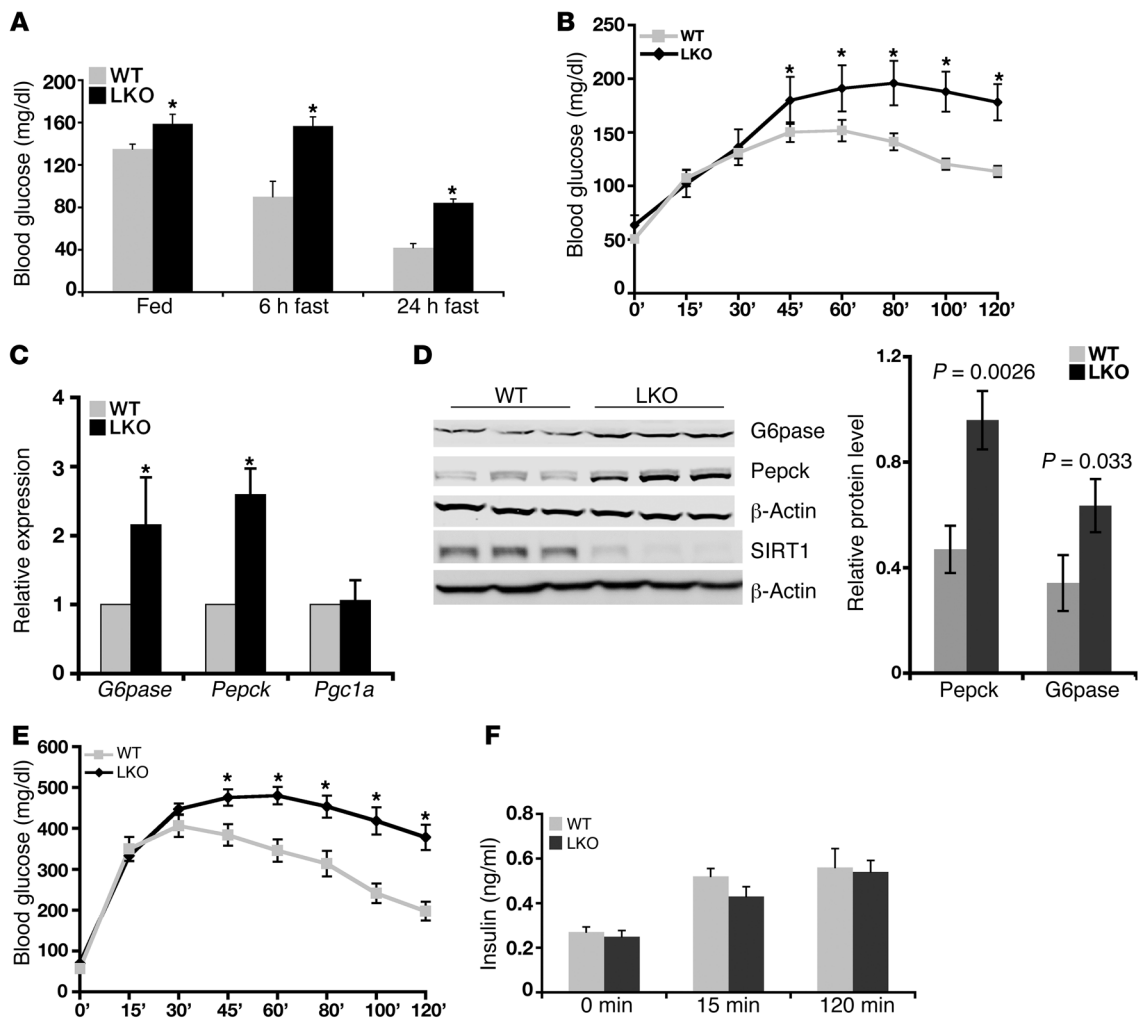 A
WT
LKO
Blood glucose (mg/dl)
200
160
120
80
40
0
* * *
Fed 6 h fast 24 h fast
B
WT
LKO
Blood glucose (mg/dl)
250
200
150
100
50
0
* * * * *
0’ 15’ 30’ 45’ 60’ 80’ 100’ 120’
C
WT
LKO
Relative expression
4
3
2
1
0
* *
G6pase Pepck Pgc1a
D
WT LKO
G6pase
Pepck
β-Actin
SIRT1
β-Actin
WT
LKO
Relative protein level
1.2
0.8
0.4
0
P = 0.0026
P = 0.033
Pepck G6pase
E
WT
LKO
Blood glucose (mg/dl)
600
500
400
300
200
100
0
* * * * *
0’ 15’ 30’ 45’ 60’ 80’ 100’ 120’
F
WT
LKO
Insulin (ng/ml)
0.8
0.6
0.4
0.2
0
0 min 15 min 120 min